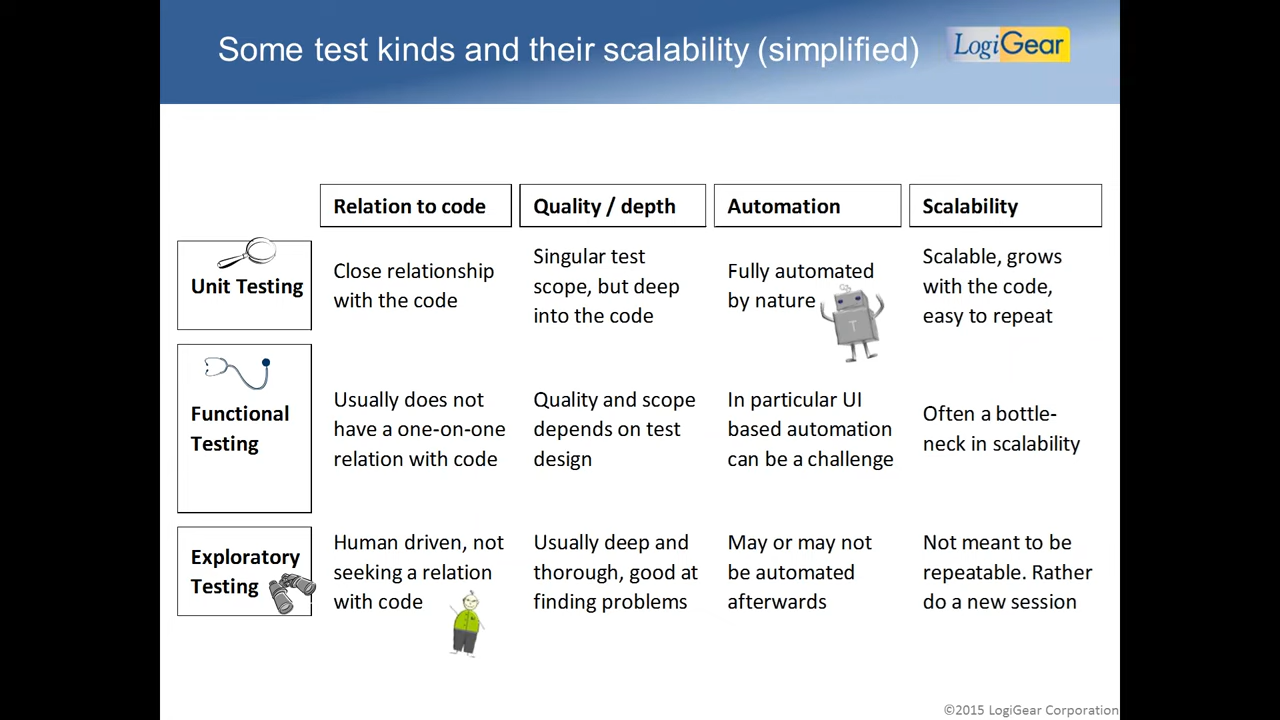 Some test kinds and their scalability (simplified)
LogiGear
Relation to code
Quality / depth
Automation
Scalability
Unit Testing
Close relationship
with the code
Singular test
scope, but deep
into the code
Fully automated
by nature
T
Scalable, grows
with the code,
easy to repeat
Functional
Testing
Usually does not
have a one-on-one
relation with code
Quality and scope
depends on test
design
In particular UI
based automation
can be a challenge
Often a bottle-
neck in scalability
Exploratory
Testing
Human driven, not
seeking a relation
with code
Usually deep and
thorough, good at
finding problems
May or may not
be automated
afterwards
Not meant to be
repeatable. Rather
do a new session
©2015 LogiGear Corporation